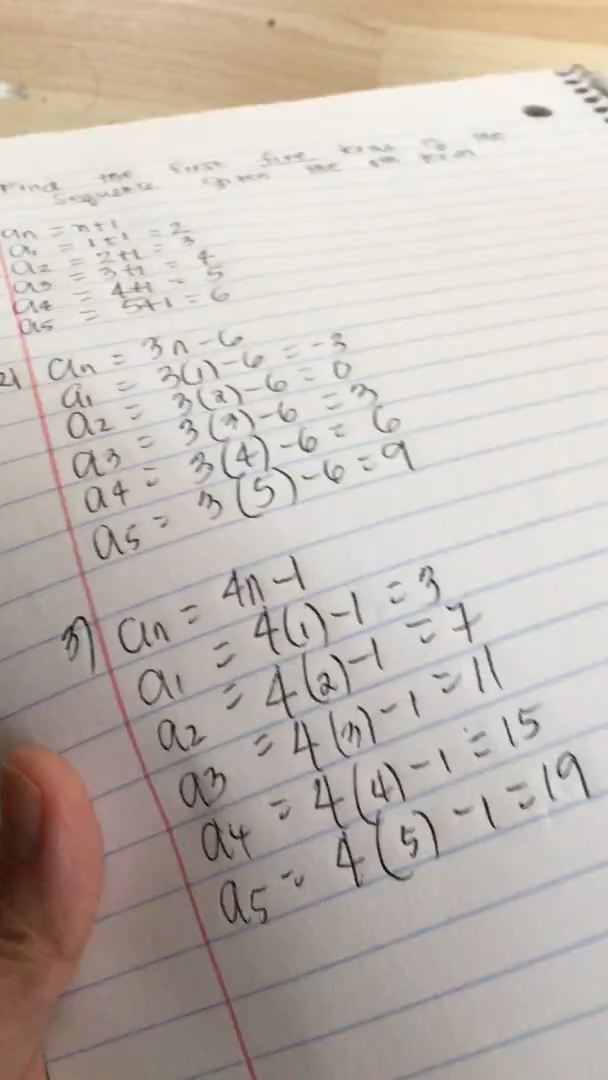 Find the first five terms of the
sequence given the nth term
an = n+1
a1 = 1+1 = 2
a2 = 2+1 = 3
a3 = 3+1 = 4
a4 = 4+1 = 5
a5 = 5+1 = 6
2) an = 3n-6
a1 = 3(1)-6 = -3
a2 = 3(2)-6 = 0
a3 = 3(3)-6 = 3
a4 = 3(4)-6 = 6
a5 = 3(5)-6 = 9
3) an = 4n-1
a1 = 4(1)-1 = 3
a2 = 4(2)-1 = 7
a3 = 4(3)-1 = 11
a4 = 4(4)-1 = 15
a5 = 4(5)-1 = 19